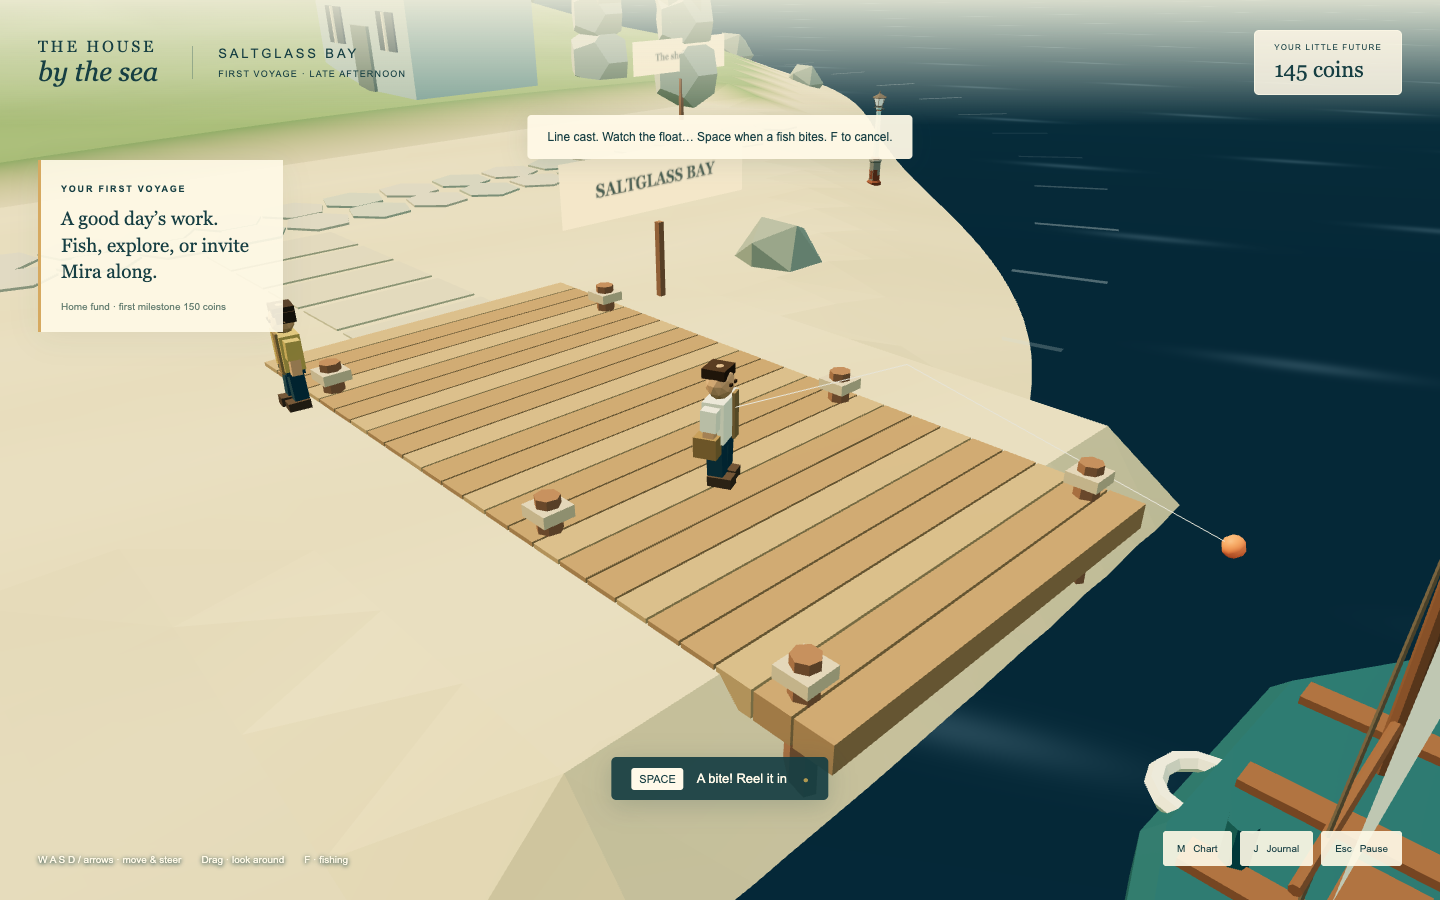 THE HOUSE
by the sea
SALTGLASS BAY
FIRST VOYAGE · LATE AFTERNOON
YOUR LITTLE FUTURE
145 coins
The
Line cast. Watch the float… Space when a fish bites. F to cancel.
SALTGLASS BAY
YOUR FIRST VOYAGE
A good day’s work.
Fish, explore, or invite
Mira along.
Home fund · first milestone 150 coins
SPACE A bite! Reel it in
W A S D / arrows · move & steer Drag · look around F · fishing
M Chart J Journal Esc Pause